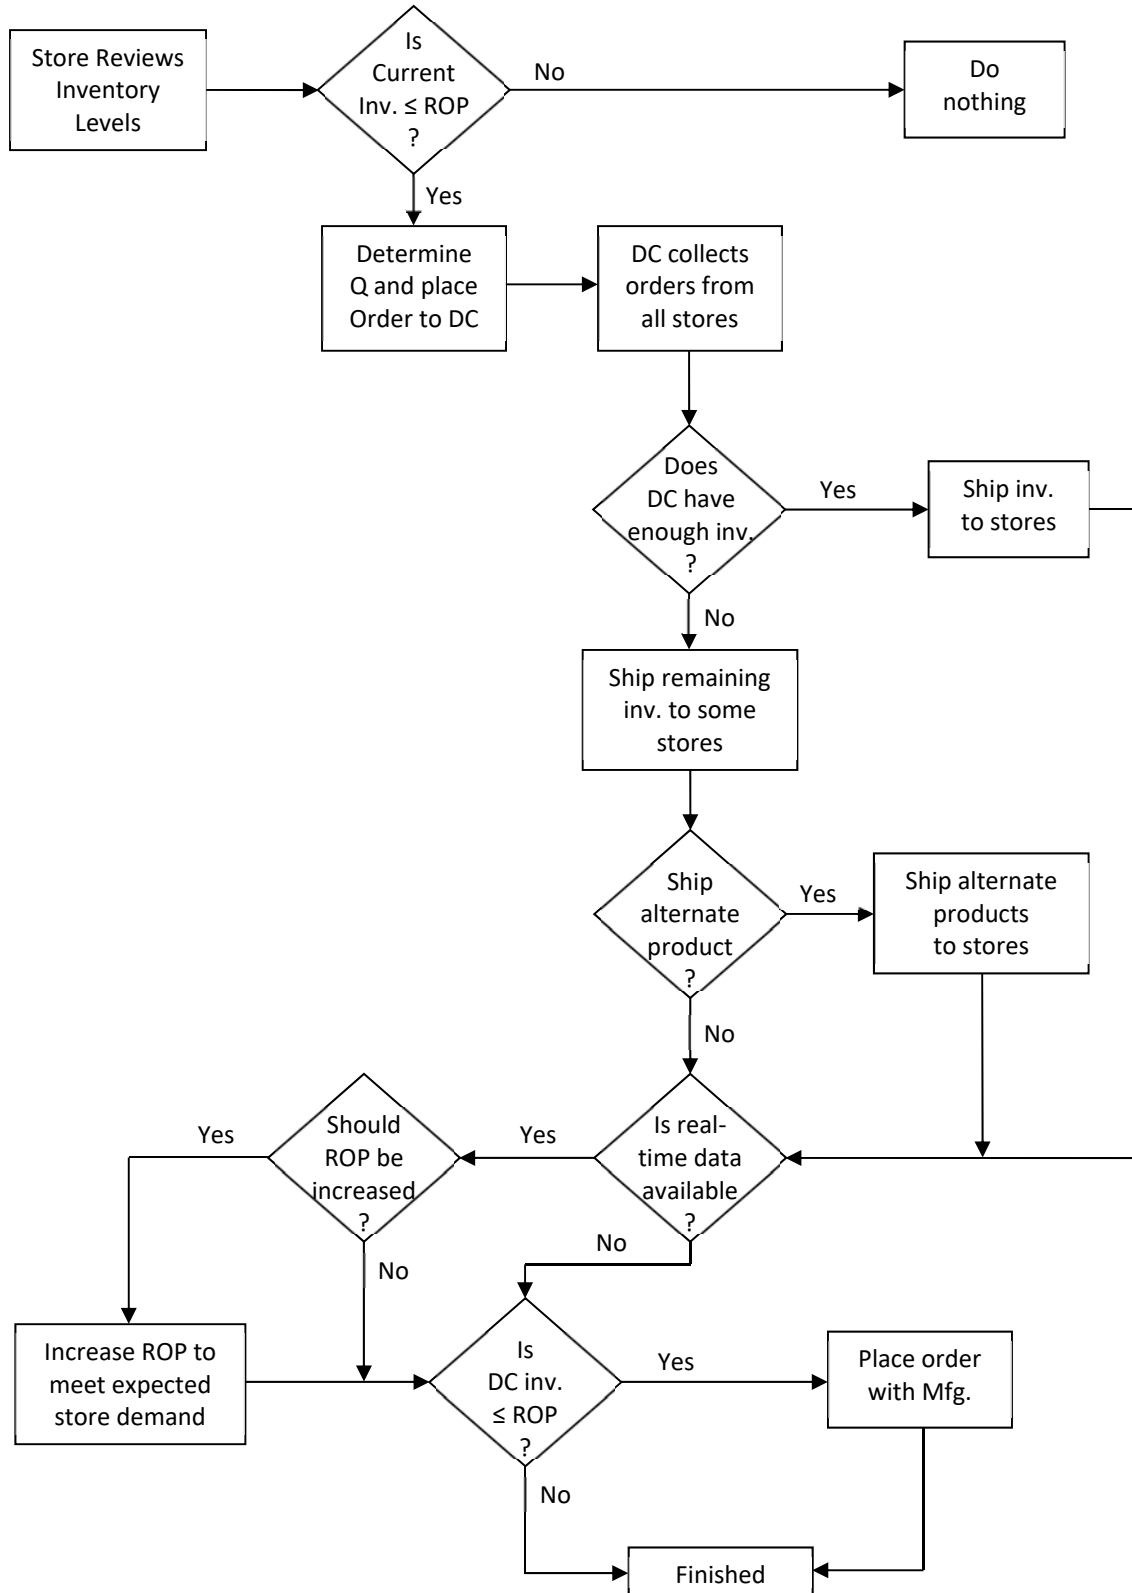 Store Reviews
Inventory
Levels
Is
Current
Inv. ≤ ROP
?
No
Do
nothing
Yes
Determine
Q and place
Order to DC
DC collects
orders from
all stores
Does
DC have
enough inv.
?
Yes
Ship inv.
to stores
No
Ship remaining
inv. to some
stores
Ship
alternate
product
?
Yes
Ship alternate
products
to stores
No
Is real-
time data
available
?
Yes
Should
ROP be
increased
?
Yes
No
No
Increase ROP to
meet expected
store demand
Is
DC inv.
≤ ROP
?
Yes
Place order
with Mfg.
No
Finished